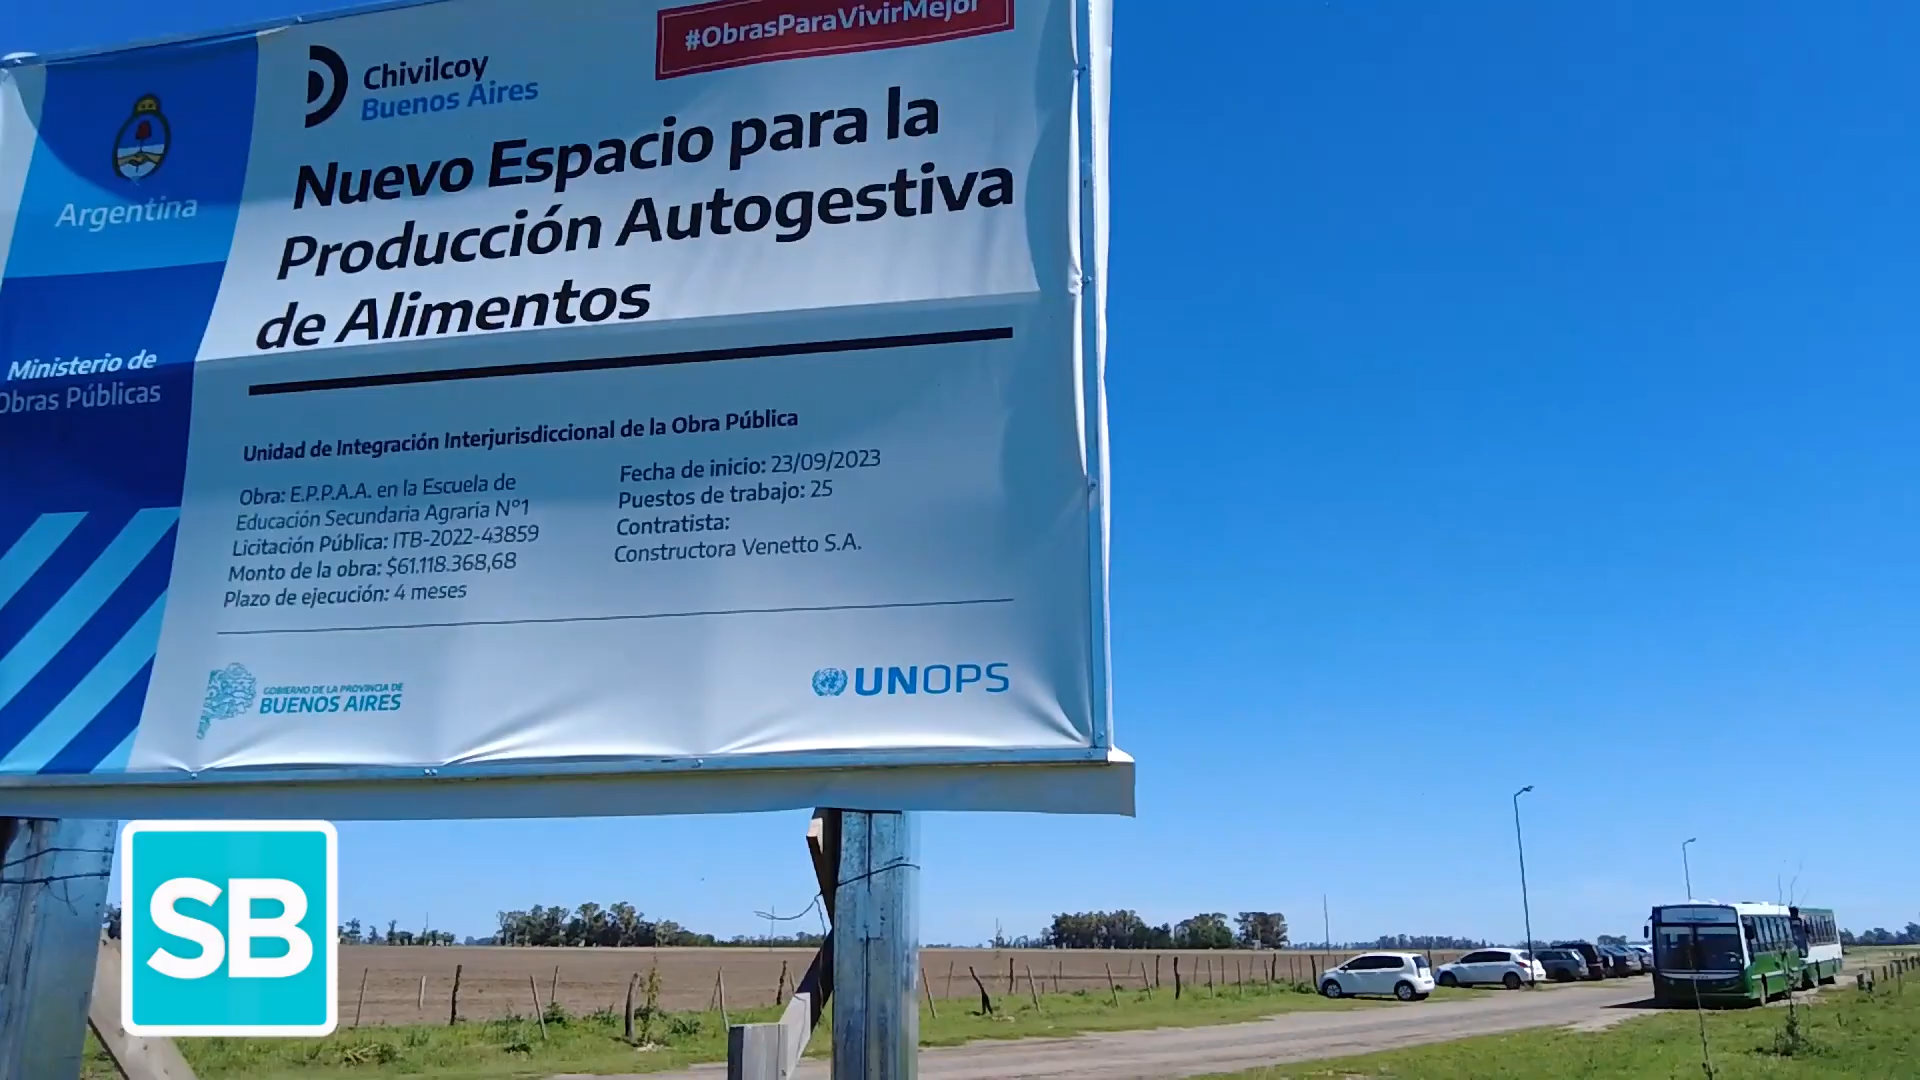 #ObrasParaVivirMejor
Chivilcoy
Buenos Aires
Nuevo Espacio para la
Producción Autogestiva
de Alimentos
Argentina
Ministerio de
Obras Públicas
Unidad de Integración Interjurisdiccional de la Obra Pública
Obra: E.P.P.A.A. en la Escuela de
Educación Secundaria Agraria N°1
Licitación Pública: ITB-2022-43859
Monto de la obra: $61.118.368,68
Plazo de ejecución: 4 meses
Fecha de inicio: 23/09/2023
Puestos de trabajo: 25
Contratista:
Constructora Venetto S.A.
GOBIERNO DE LA PROVINCIA DE
BUENOS AIRES
UNOPS
SB